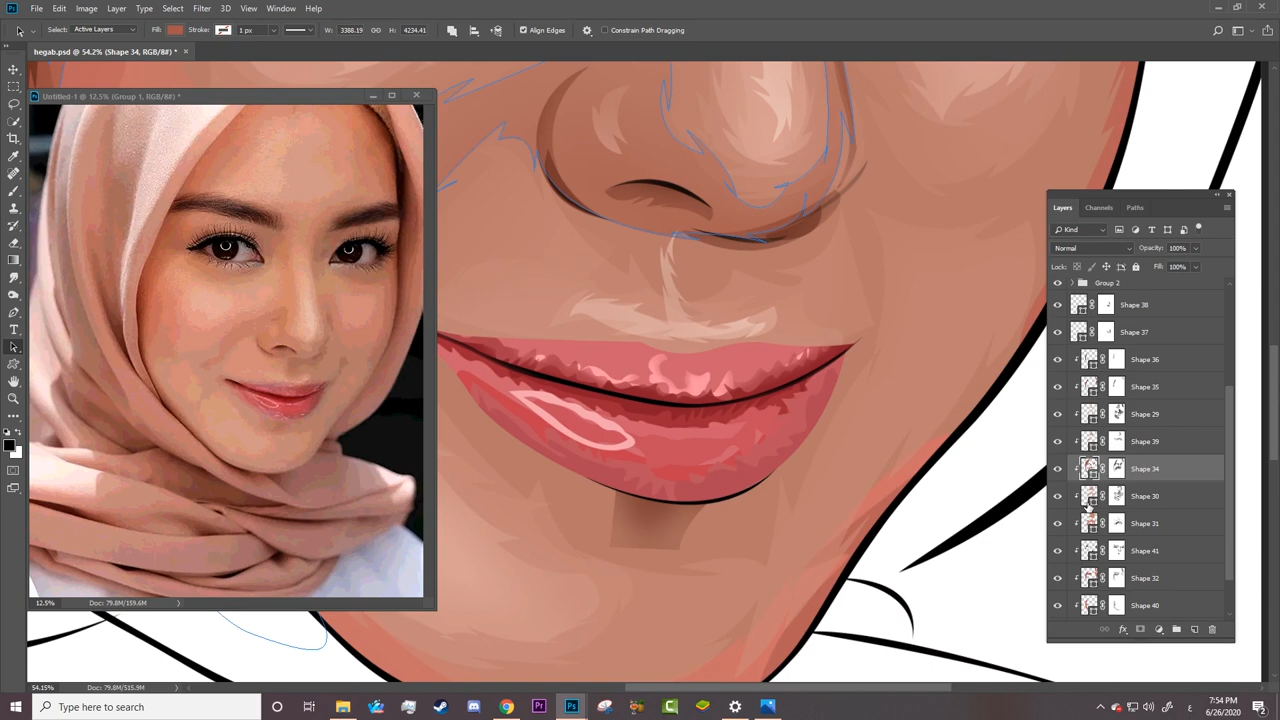 Ps File Edit Image Layer Type Select Filter 3D View Window Help
Select: Active Layers Fill: Stroke: 1 px W: 3388.19 H: 4234.41 Align Edges Constrain Path Dragging
hegab.psd @ 54.2% (Shape 34, RGB/8#) * ×
Untitled-1 @ 12.5% (Group 1, RGB/8#) *
12.5% Doc: 79.8M/159.6M
Layers Channels Paths
Kind
Normal Opacity: 100%
Lock: Fill: 100%
Group 2
Shape 38
Shape 37
Shape 36
Shape 35
Shape 29
Shape 39
Shape 34
Shape 30
Shape 31
Shape 41
Shape 32
Shape 40
fx
54.15% Doc: 79.8M/515.9M
Type here to search
Pr
Ps
ع
7:54 PM
6/26/2020
2